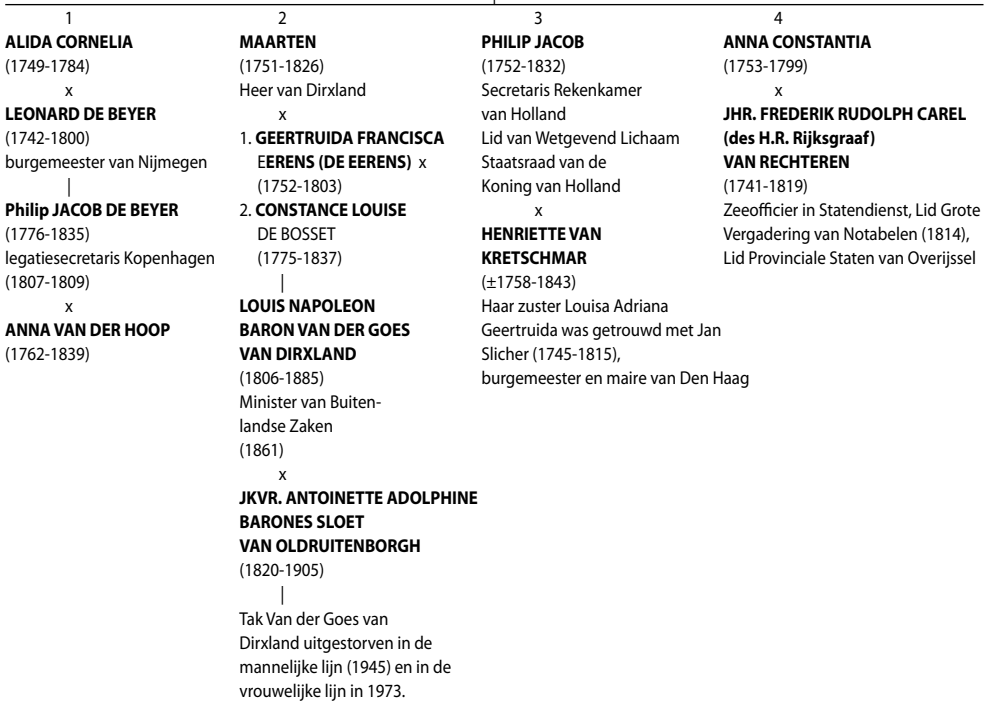 1
ALIDA CORNELIA
(1749-1784)
x
LEONARD DE BEYER
(1742-1800)
burgemeester van Nijmegen
|
Philip JACOB DE BEYER
(1776-1835)
legatiesecretaris Kopenhagen
(1807-1809)
x
ANNA VAN DER HOOP
(1762-1839)
2
MAARTEN
(1751-1826)
Heer van Dirxland
x
1. GEERTRUIDA FRANCISCA
EERENS (DE EERENS) x
(1752-1803)
2. CONSTANCE LOUISE
DE BOSSET
(1775-1837)
|
LOUIS NAPOLEON
BARON VAN DER GOES
VAN DIRXLAND
(1806-1885)
Minister van Buiten-
landse Zaken
(1861)
x
JKVR. ANTOINETTE ADOLPHINE
BARONES SLOET
VAN OLDRUITENBORGH
(1820-1905)
|
Tak Van der Goes van
Dirxland uitgestorven in de
mannelijke lijn (1945) en in de
vrouwelijke lijn in 1973.
3
PHILIP JACOB
(1752-1832)
Secretaris Rekenkamer
van Holland
Lid van Wetgevend Lichaam
Staatsraad van de
Koning van Holland
x
HENRIETTE VAN
KRETSCHMAR
(±1758-1843)
Haar zuster Louisa Adriana
Geertruida was getrouwd met Jan
Slicher (1745-1815),
burgemeester en maire van Den Haag
4
ANNA CONSTANTIA
(1753-1799)
x
JHR. FREDERIK RUDOLPH CAREL
(des H.R. Rijksgraaf)
VAN RECHTEREN
(1741-1819)
Zeeofficier in Statendienst, Lid Grote
Vergadering van Notabelen (1814),
Lid Provinciale Staten van Overijssel